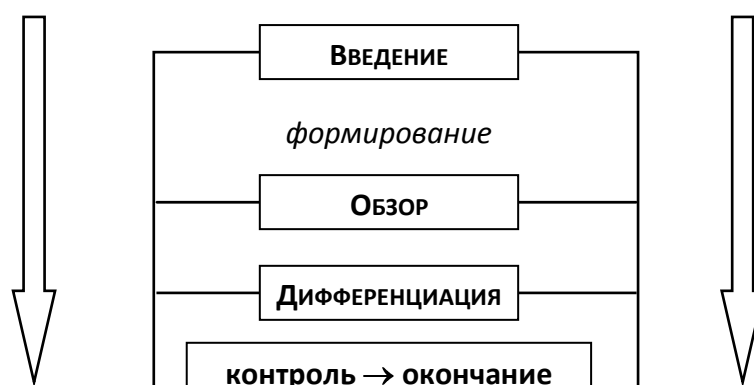 Введение
формирование
Обзор
Дифференциация
контроль → окончание